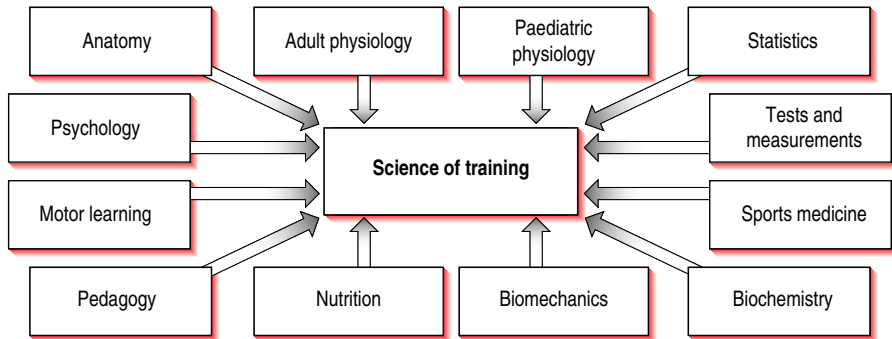 Anatomy
Adult physiology
Paediatric
physiology
Statistics
Psychology
Tests and
measurements
Science of training
Motor learning
Sports medicine
Pedagogy
Nutrition
Biomechanics
Biochemistry